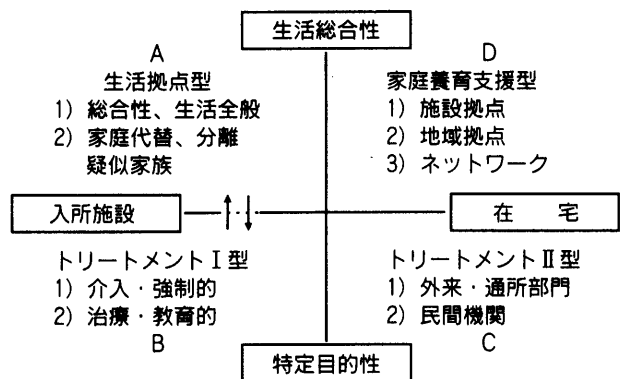 生活総合性
A
生活拠点型
1) 総合性、生活全般
2) 家庭代替、分離
疑似家族
D
家庭養育支援型
1) 施設拠点
2) 地域拠点
3) ネットワーク
入所施設
在 宅
トリートメントⅠ型
1) 介入・強制的
2) 治療・教育的
B
トリートメントⅡ型
1) 外来・通所部門
2) 民間機関
C
特定目的性